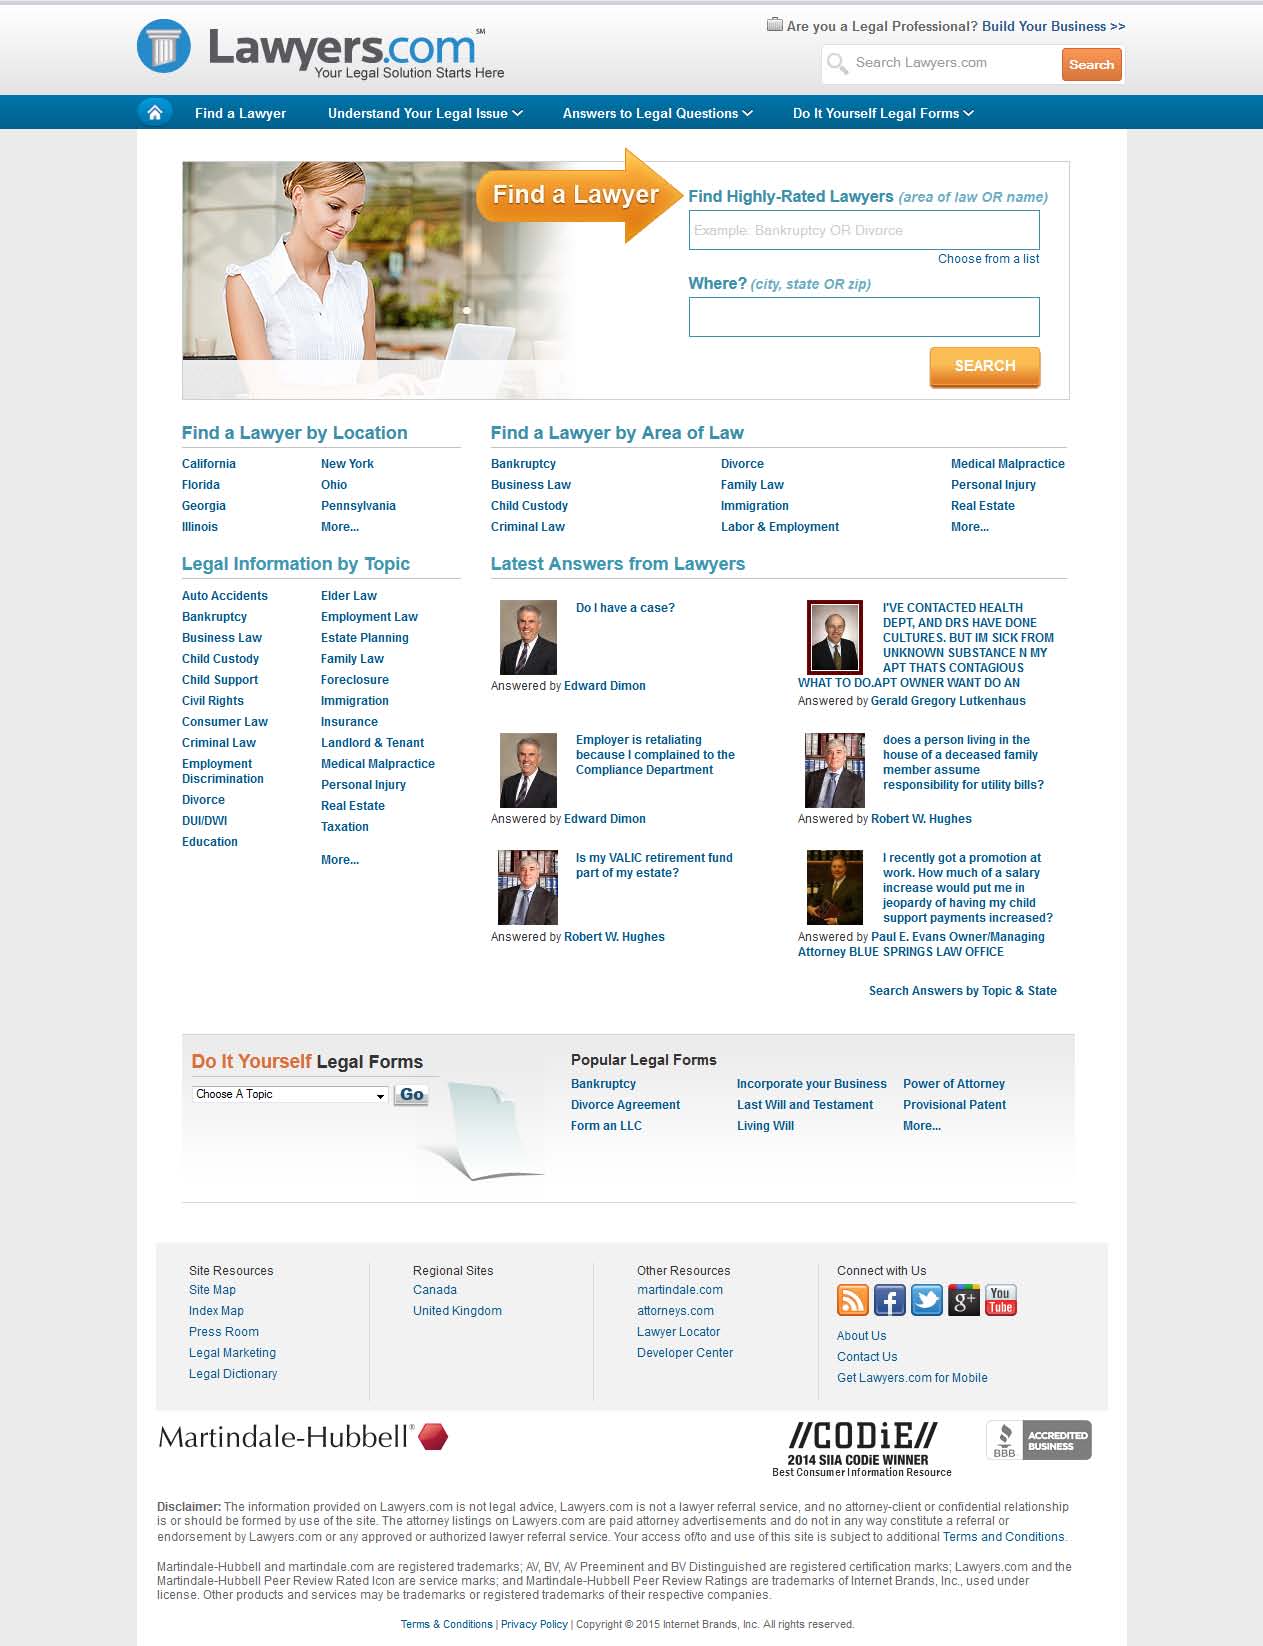 Are you a Legal Professional? Build Your Business >>
Lawyers.com℠
Your Legal Solution Starts Here
Search Lawyers.com
Search
Find a Lawyer
Understand Your Legal Issue
Answers to Legal Questions
Do It Yourself Legal Forms
Find a Lawyer
Find Highly-Rated Lawyers (area of law OR name)
Example: Bankruptcy OR Divorce
Choose from a list
Where? (city, state OR zip)
SEARCH
Find a Lawyer by Location
California
Florida
Georgia
Illinois
New York
Ohio
Pennsylvania
More...
Find a Lawyer by Area of Law
Bankruptcy
Business Law
Child Custody
Criminal Law
Divorce
Family Law
Immigration
Labor & Employment
Medical Malpractice
Personal Injury
Real Estate
More...
Legal Information by Topic
Auto Accidents
Bankruptcy
Business Law
Child Custody
Child Support
Civil Rights
Consumer Law
Criminal Law
Employment
Discrimination
Divorce
DUI/DWI
Education
Elder Law
Employment Law
Estate Planning
Family Law
Foreclosure
Immigration
Insurance
Landlord & Tenant
Medical Malpractice
Personal Injury
Real Estate
Taxation
More...
Latest Answers from Lawyers
Do I have a case?
Answered by Edward Dimon
I'VE CONTACTED HEALTH
DEPT, AND DRS HAVE DONE
CULTURES. BUT IM SICK FROM
UNKNOWN SUBSTANCE N MY
APT THATS CONTAGIOUS
WHAT TO DO.APT OWNER WANT DO AN
Answered by Gerald Gregory Lutkenhaus
Employer is retaliating
because I complained to the
Compliance Department
Answered by Edward Dimon
does a person living in the
house of a deceased family
member assume
responsibility for utility bills?
Answered by Robert W. Hughes
Is my VALIC retirement fund
part of my estate?
Answered by Robert W. Hughes
I recently got a promotion at
work. How much of a salary
increase would put me in
jeopardy of having my child
support payments increased?
Answered by Paul E. Evans Owner/Managing
Attorney BLUE SPRINGS LAW OFFICE
Search Answers by Topic & State
Do It Yourself Legal Forms
Choose A Topic
Go
Popular Legal Forms
Bankruptcy
Divorce Agreement
Form an LLC
Incorporate your Business
Last Will and Testament
Living Will
Power of Attorney
Provisional Patent
More...
Site Resources
Site Map
Index Map
Press Room
Legal Marketing
Legal Dictionary
Regional Sites
Canada
United Kingdom
Other Resources
martindale.com
attorneys.com
Lawyer Locator
Developer Center
Connect with Us
g+
You
Tube
About Us
Contact Us
Get Lawyers.com for Mobile
Martindale-Hubbell®
//CODiE//
2014 SIIA CODiE WINNER
Best Consumer Information Resource
BBB
ACCREDITED
BUSINESS
Disclaimer: The information provided on Lawyers.com is not legal advice, Lawyers.com is not a lawyer referral service, and no attorney-client or confidential relationship
is or should be formed by use of the site. The attorney listings on Lawyers.com are paid attorney advertisements and do not in any way constitute a referral or
endorsement by Lawyers.com or any approved or authorized lawyer referral service. Your access of/to and use of this site is subject to additional Terms and Conditions.
Martindale-Hubbell and martindale.com are registered trademarks; AV, BV, AV Preeminent and BV Distinguished are registered certification marks; Lawyers.com and the
Martindale-Hubbell Peer Review Rated Icon are service marks; and Martindale-Hubbell Peer Review Ratings are trademarks of Internet Brands, Inc., used under
license. Other products and services may be trademarks or registered trademarks of their respective companies.
Terms & Conditions | Privacy Policy | Copyright © 2015 Internet Brands, Inc. All rights reserved.